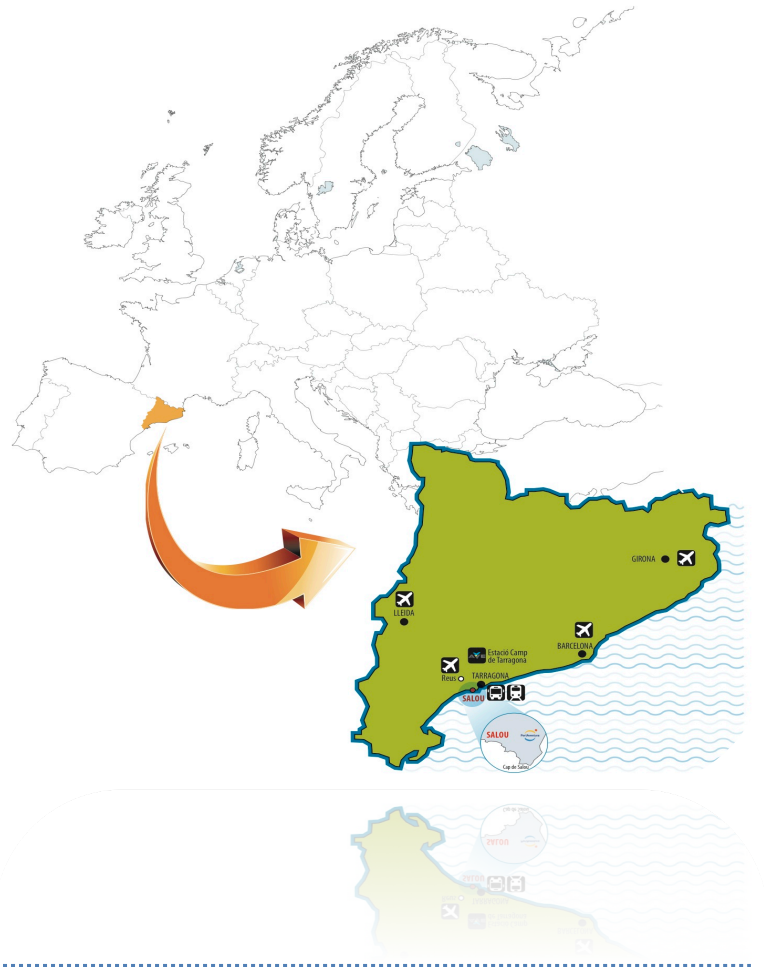 GIRONA
LLEIDA
BARCELONA
Estació Camp
de Tarragona
Reus
TARRAGONA
SALOU
SALOU
Cap de Salou